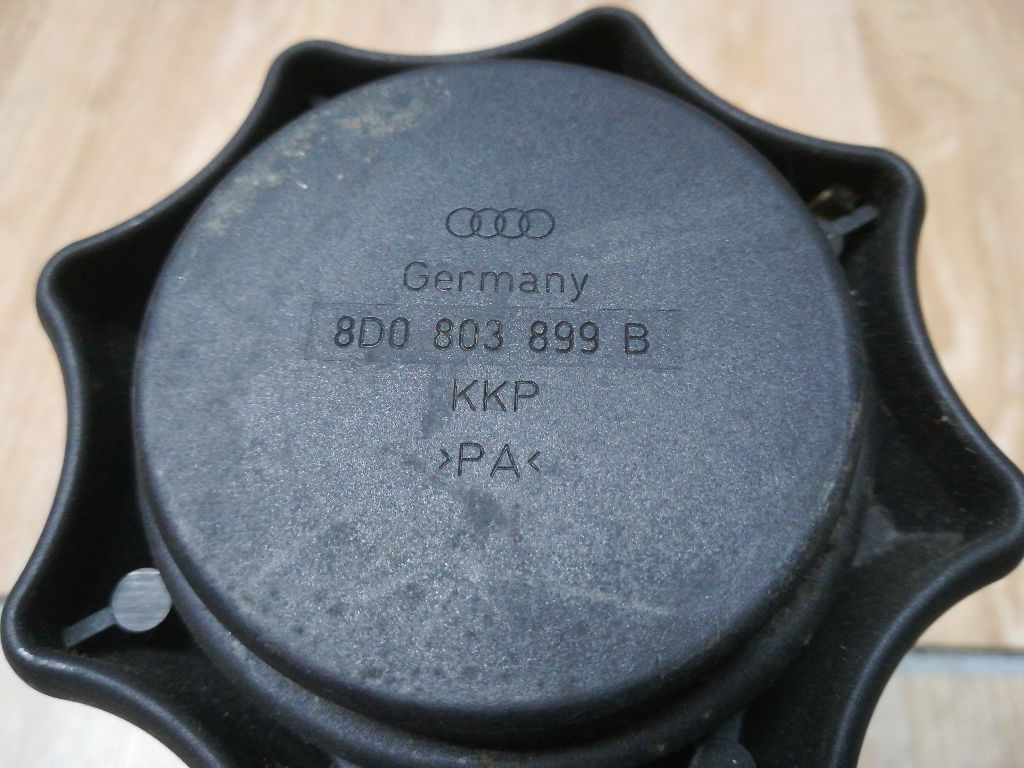 Germany
8D0 803 899 B
KKP
>PA<